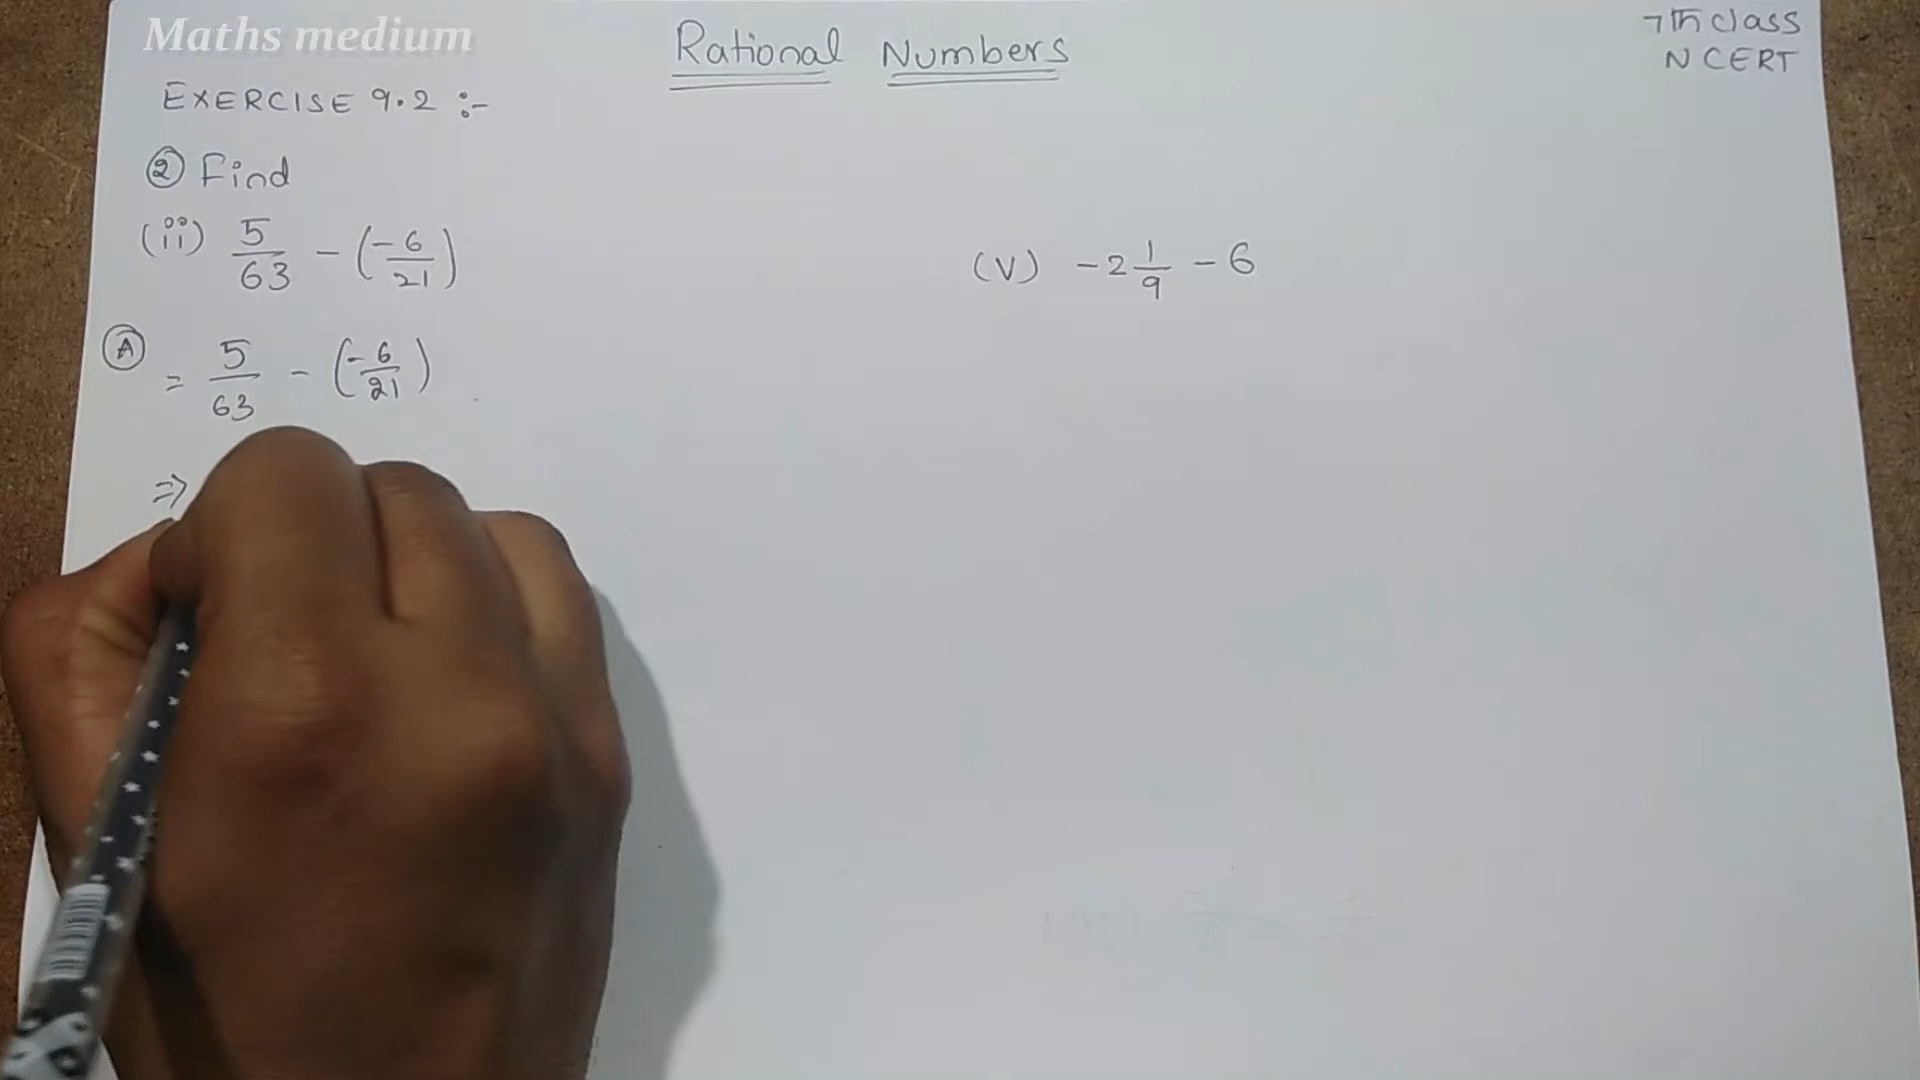 Maths medium
Rational Numbers
7th class
NCERT
EXERCISE 9.2 :-
② Find
(ii) 5/63 - (-6/21)
(V) -2 1/9 - 6
Ⓐ = 5/63 - (-6/21)
⇒